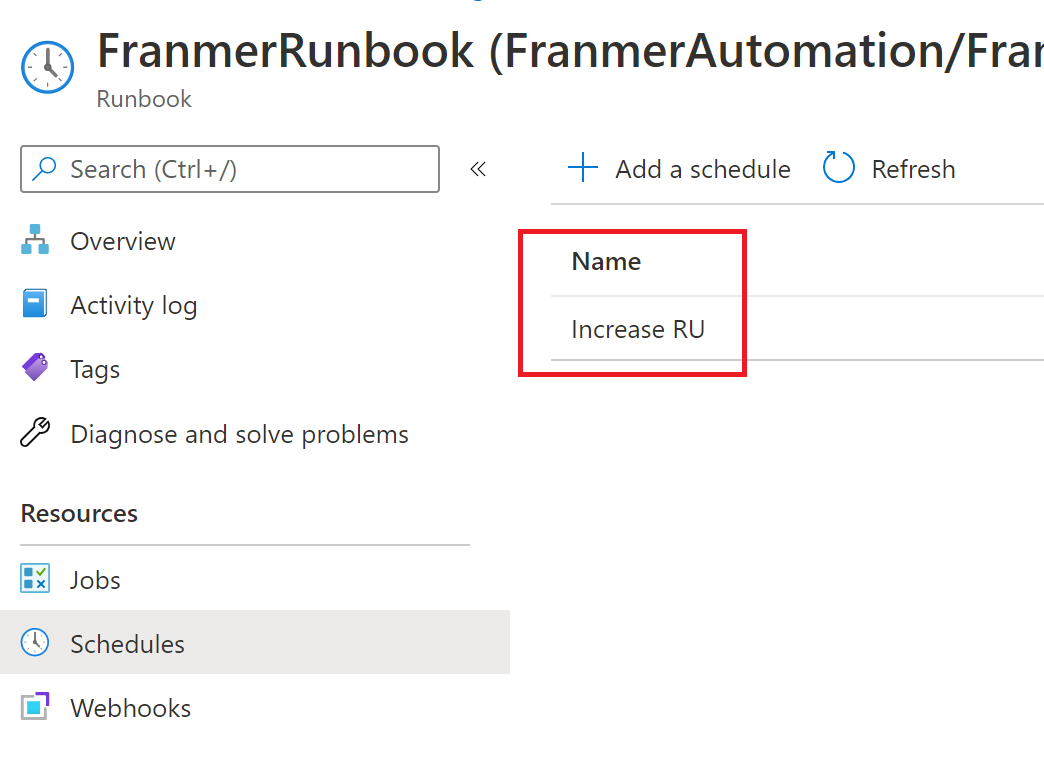 FranmerRunbook (FranmerAutomation/Fran
Runbook
Search (Ctrl+/)
«
Add a schedule
Refresh
Overview
Activity log
Tags
Diagnose and solve problems
Resources
Jobs
Schedules
Webhooks
Name
Increase RU